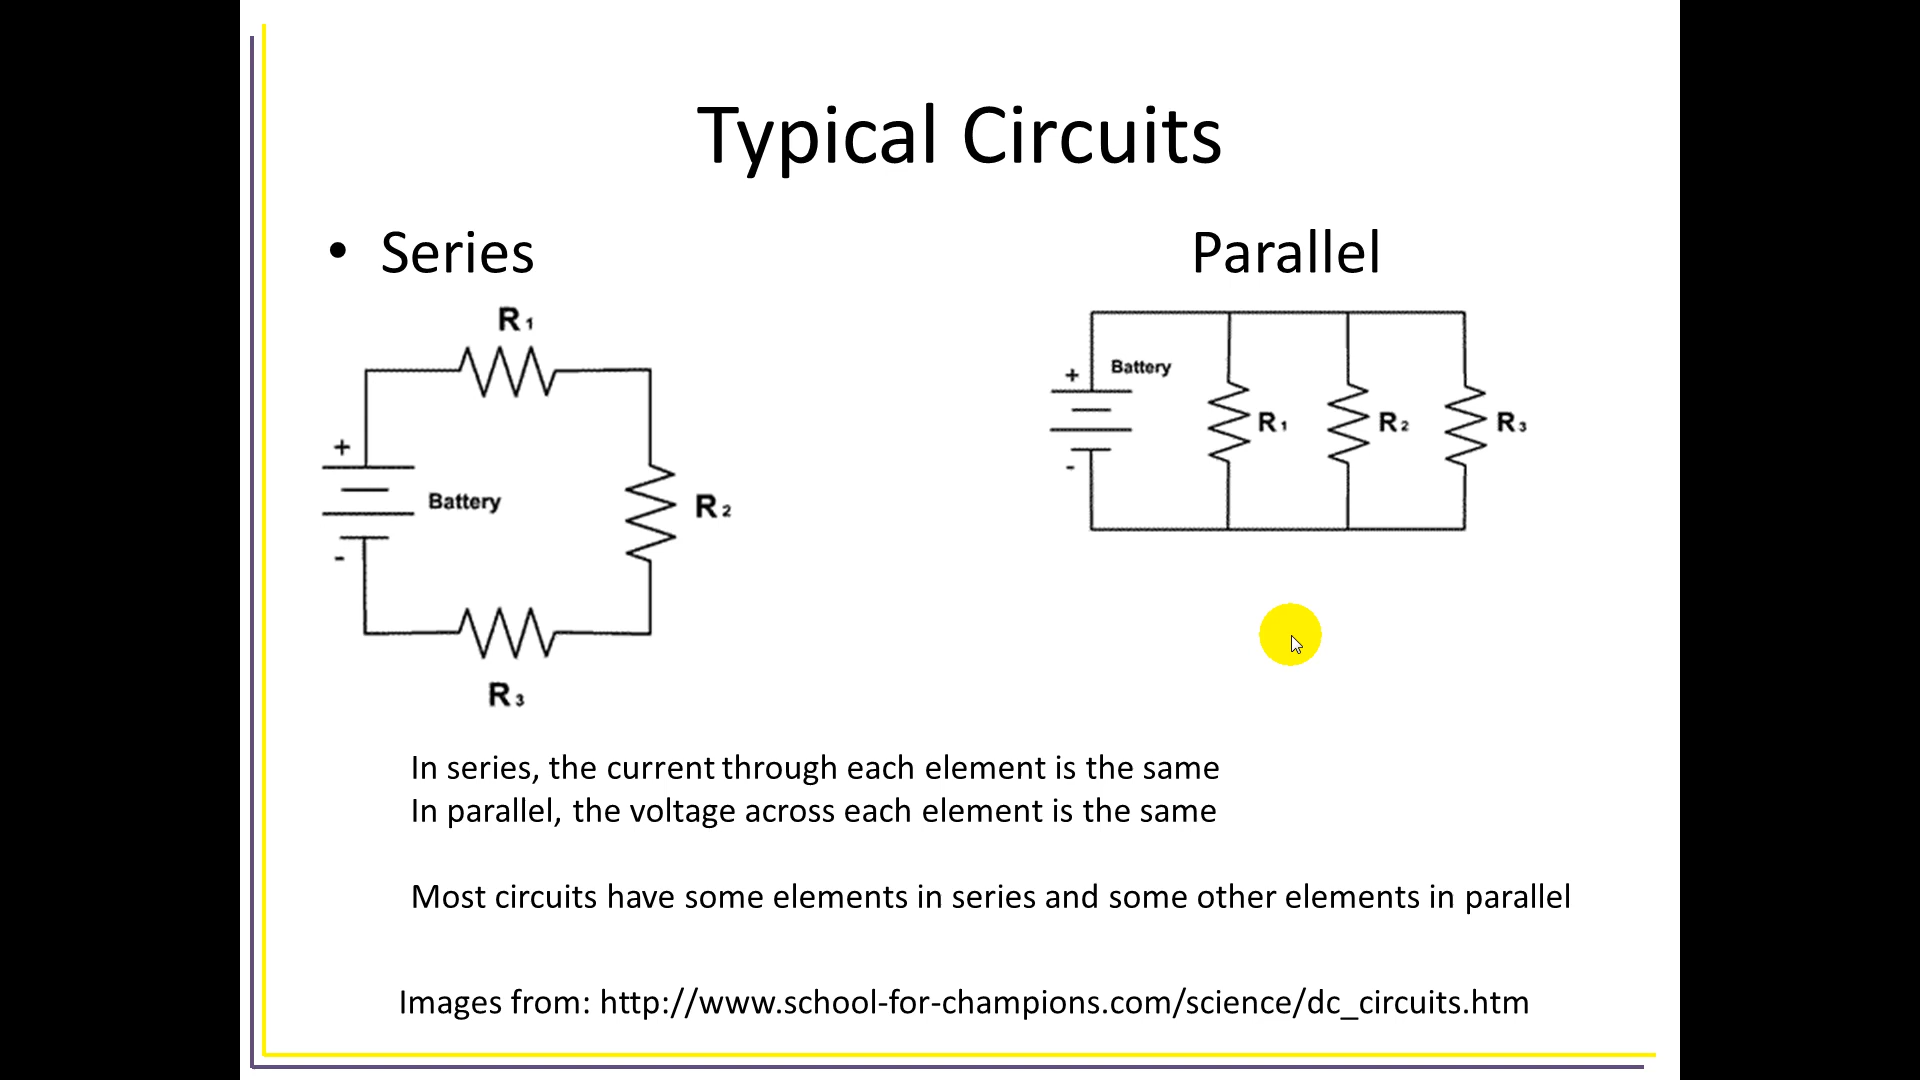 Typical Circuits
• Series
Parallel
R1
+
Battery
-
R2
R3
+
Battery
-
R1
R2
R3
In series, the current through each element is the same
In parallel, the voltage across each element is the same
Most circuits have some elements in series and some other elements in parallel
Images from: http://www.school-for-champions.com/science/dc_circuits.htm